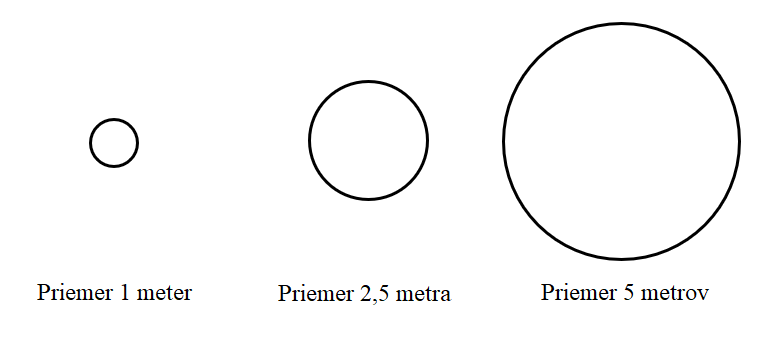 Priemer 1 meter
Priemer 2,5 metra
Priemer 5 metrov